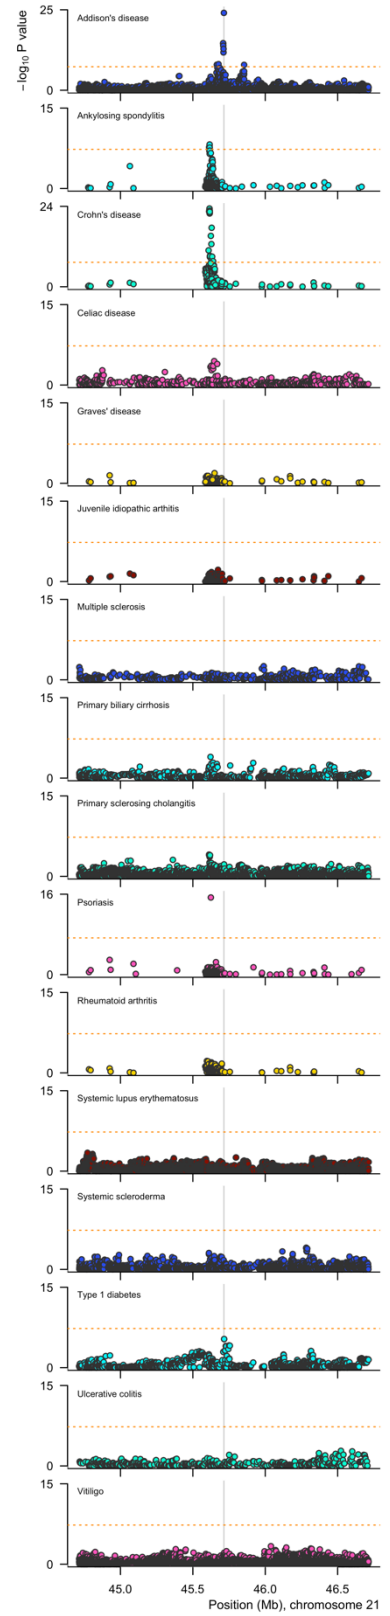 − log₁₀ P value
25
Addison's disease
0
15
Ankylosing spondylitis
0
24
Crohn's disease
0
15
Celiac disease
0
15
Graves' disease
0
15
Juvenile idiopathic arthitis
0
15
Multiple sclerosis
0
15
Primary biliary cirrhosis
0
15
Primary sclerosing cholangitis
0
16
Psoriasis
0
15
Rheumatoid arthritis
0
15
Systemic lupus erythematosus
0
15
Systemic scleroderma
0
15
Type 1 diabetes
0
15
Ulcerative colitis
0
15
Vitiligo
0
45.0 45.5 46.0 46.5
Position (Mb), chromosome 21